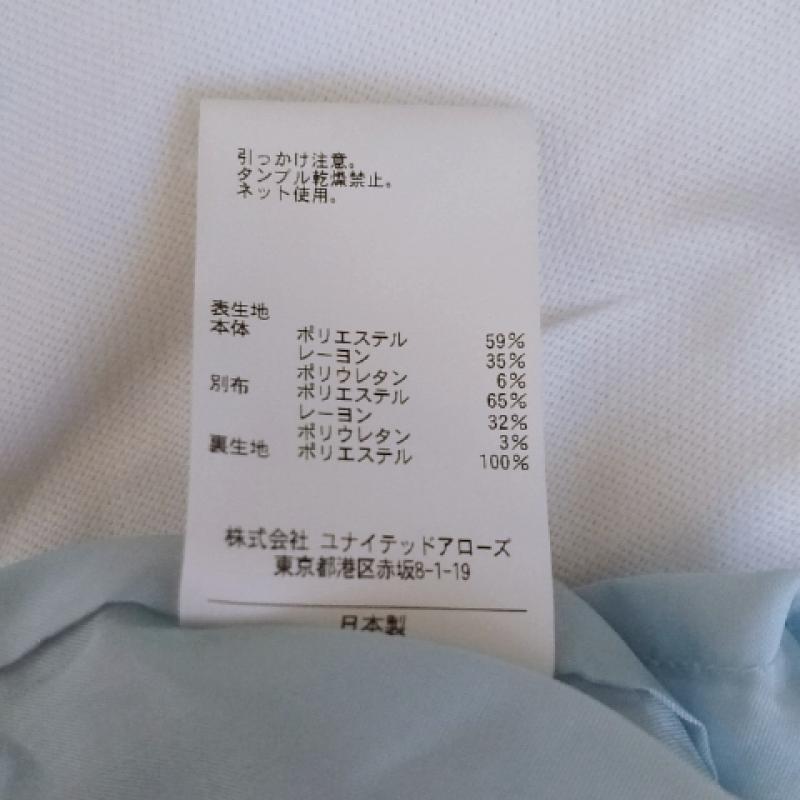 引っかけ注意。
タンブル乾燥禁止。
ネット使用。
表生地
本体 ポリエステル 59%
レーヨン 35%
ポリウレタン 6%
別布 ポリエステル 65%
レーヨン 32%
ポリウレタン 3%
裏生地 ポリエステル 100%
株式会社 ユナイテッドアローズ
東京都港区赤坂8-1-19
日本製